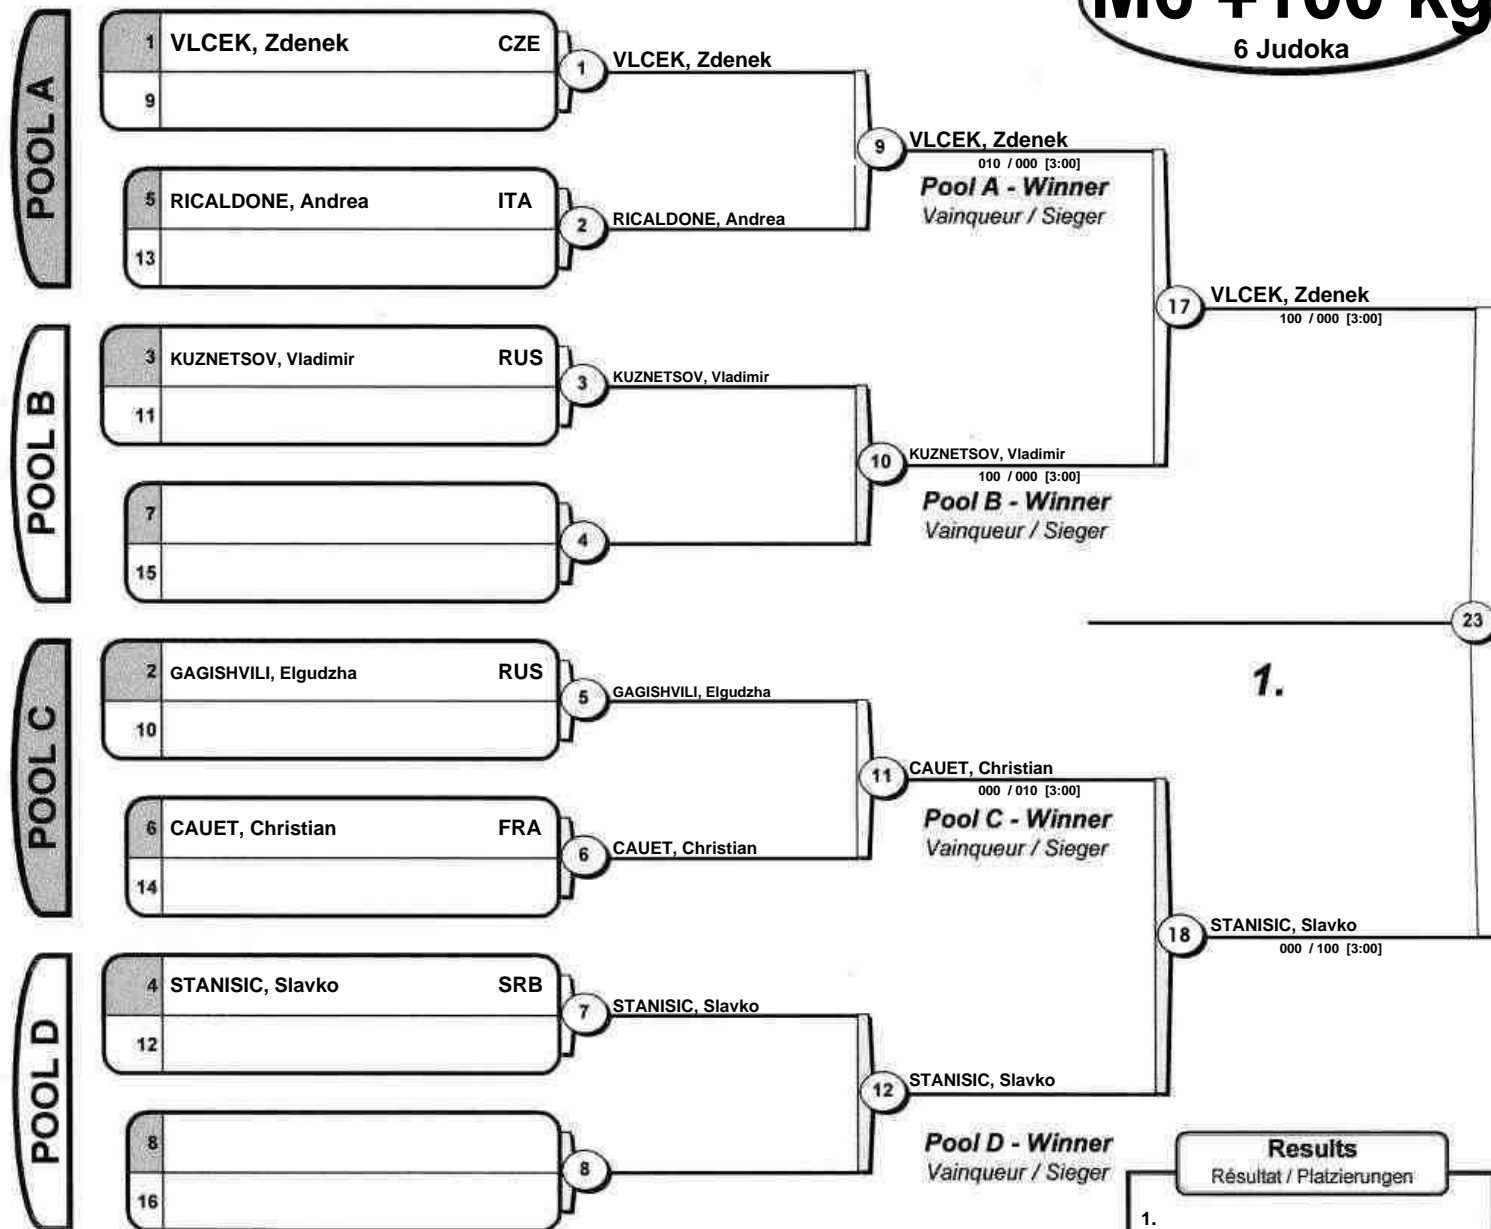 M6 +100 kg
6 Judoka
POOL A
1 VLCEK, Zdenek CZE
9
5 RICALDONE, Andrea ITA
13
1 VLCEK, Zdenek
2 RICALDONE, Andrea
9 VLCEK, Zdenek
010 / 000 [3:00]
Pool A - Winner
Vainqueur / Sieger
POOL B
3 KUZNETSOV, Vladimir RUS
11
7
15
3 KUZNETSOV, Vladimir
4
10 KUZNETSOV, Vladimir
100 / 000 [3:00]
Pool B - Winner
Vainqueur / Sieger
17 VLCEK, Zdenek
100 / 000 [3:00]
23
1.
POOL C
2 GAGISHVILI, Elgudzha RUS
10
6 CAUET, Christian FRA
14
5 GAGISHVILI, Elgudzha
6 CAUET, Christian
11 CAUET, Christian
000 / 010 [3:00]
Pool C - Winner
Vainqueur / Sieger
18 STANISIC, Slavko
000 / 100 [3:00]
POOL D
4 STANISIC, Slavko SRB
12
8
16
7 STANISIC, Slavko
8
12 STANISIC, Slavko
Pool D - Winner
Vainqueur / Sieger
Results
Résultat / Platzierungen
1.